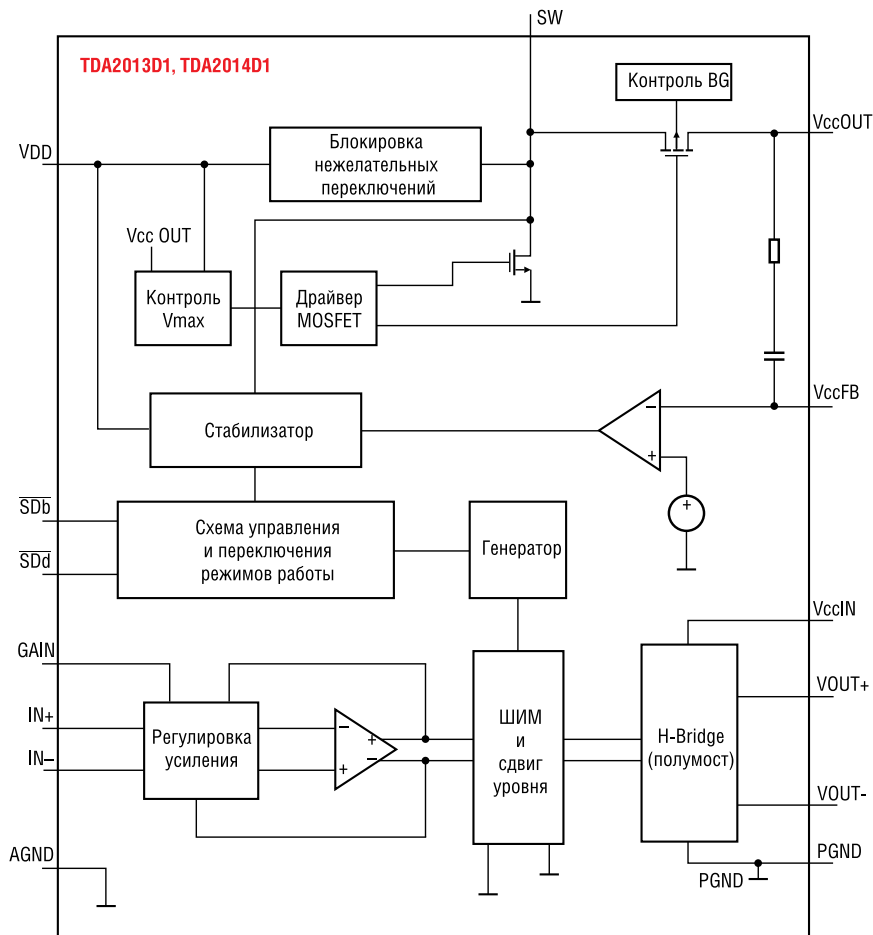 SW
TDA2013D1, TDA2014D1
Контроль BG
VccOUT
VDD
Блокировка
нежелательных
переключений
Vcc OUT
Контроль
Vmax
Драйвер
MOSFET
VccFB
Стабилизатор
−
+
+
SDb
SDd
Схема управления
и переключения
режимов работы
Генератор
VccIN
GAIN
VOUT+
IN+
IN−
Регулировка
усиления
−
+
+
−
ШИМ
и
сдвиг
уровня
H-Bridge
(полумост)
VOUT-
AGND
PGND
PGND